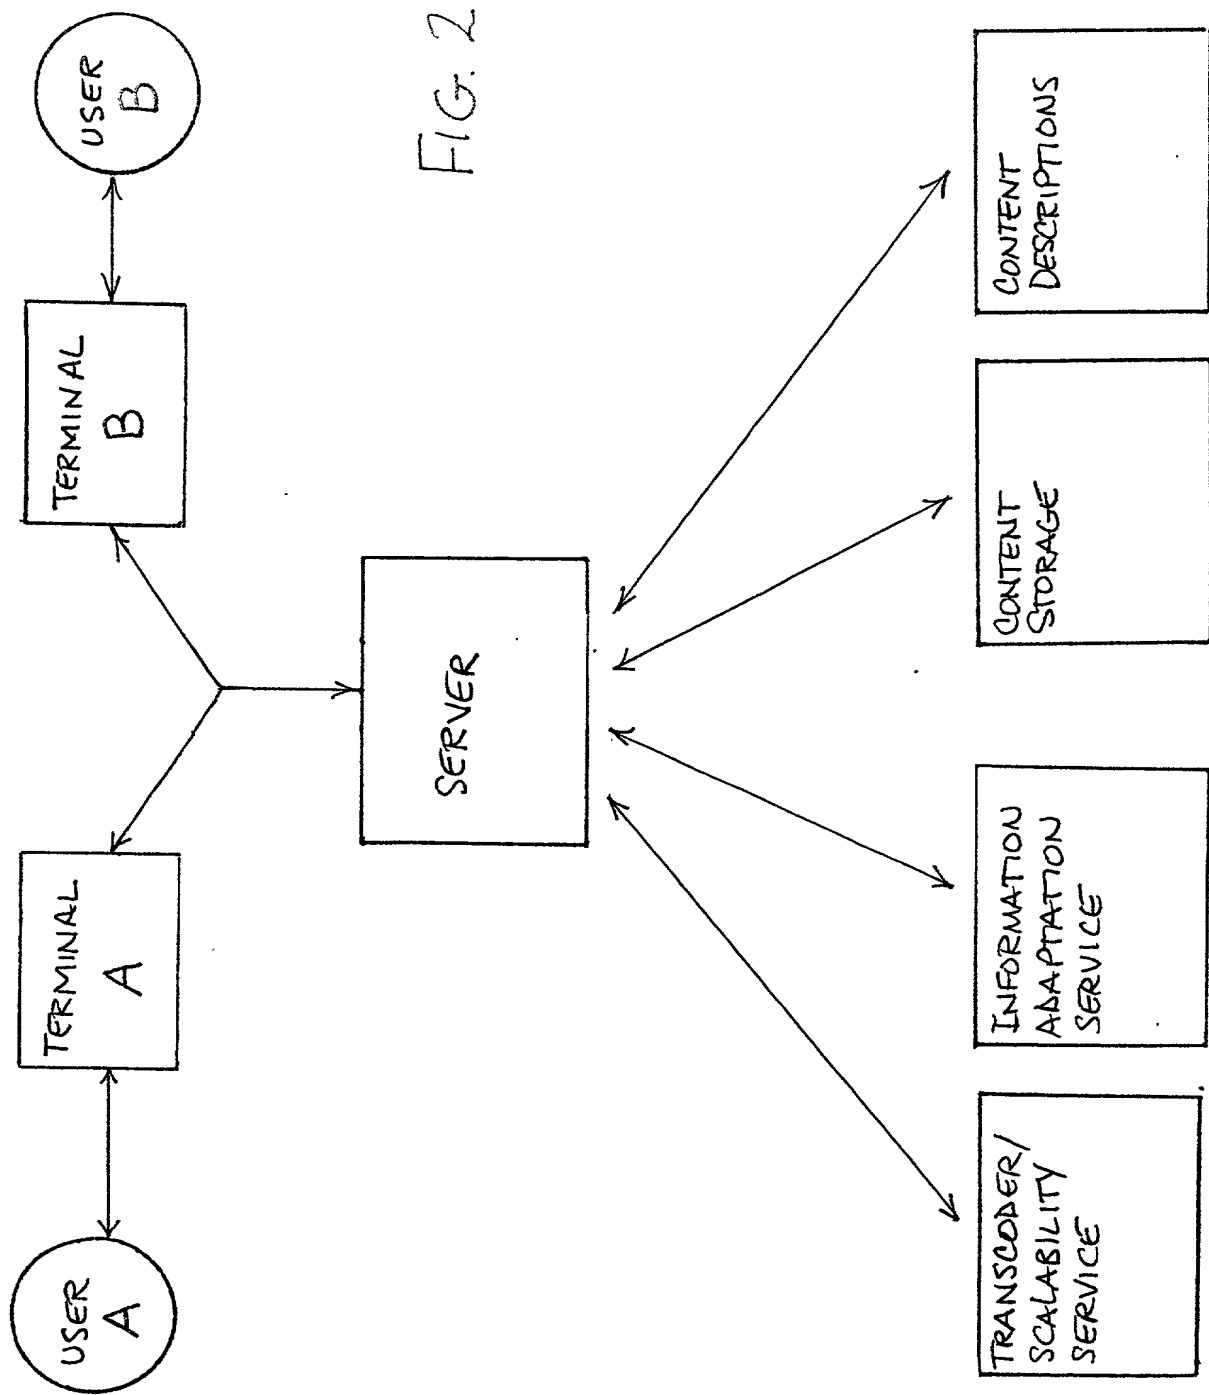 USER
A
TERMINAL
A
TERMINAL
B
USER
B
SERVER
FIG. 2
TRANSCODER/
SCALABILITY
SERVICE
INFORMATION
ADAPTATION
SERVICE
CONTENT
STORAGE
CONTENT
DESCRIPTIONS